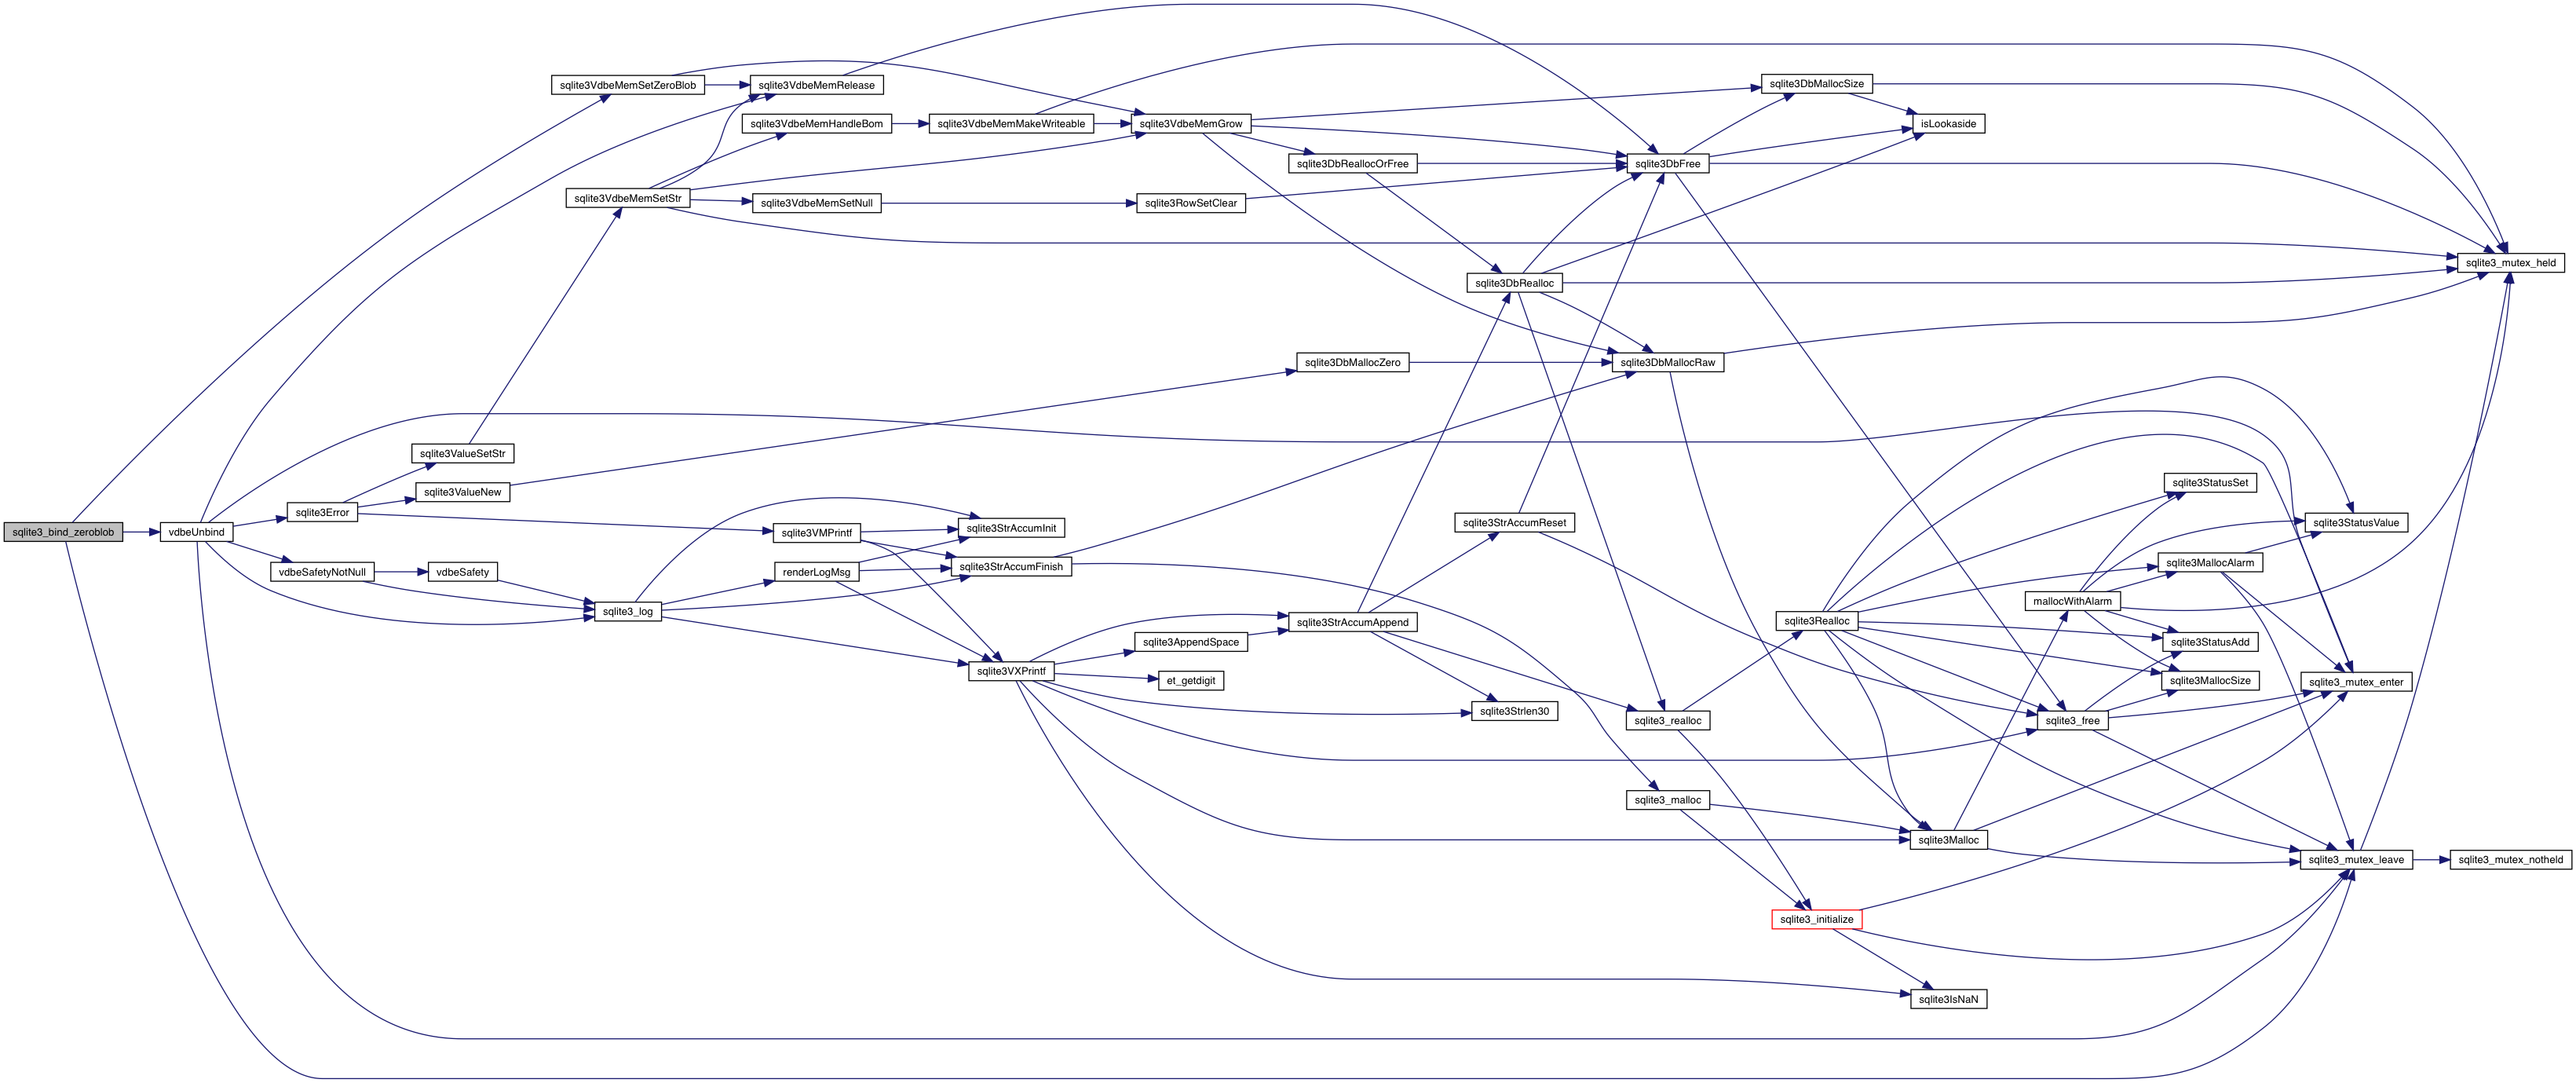 sqlite3_bind_zeroblob
vdbeUnbind
sqlite3Error
vdbeSafetyNotNull
sqlite3ValueSetStr
sqlite3ValueNew
vdbeSafety
sqlite3VdbeMemSetZeroBlob
sqlite3VdbeMemSetStr
sqlite3_log
sqlite3VdbeMemRelease
sqlite3VdbeMemHandleBom
sqlite3VdbeMemSetNull
sqlite3VMPrintf
renderLogMsg
sqlite3VdbeMemMakeWriteable
sqlite3StrAccumInit
sqlite3StrAccumFinish
sqlite3VXPrintf
sqlite3VdbeMemGrow
sqlite3RowSetClear
sqlite3AppendSpace
et_getdigit
sqlite3DbReallocOrFree
sqlite3DbMallocZero
sqlite3StrAccumAppend
sqlite3DbRealloc
sqlite3StrAccumReset
sqlite3Strlen30
sqlite3DbFree
sqlite3DbMallocRaw
sqlite3_realloc
sqlite3_malloc
sqlite3DbMallocSize
sqlite3Realloc
sqlite3_initialize
isLookaside
sqlite3Malloc
sqlite3IsNaN
mallocWithAlarm
sqlite3_free
sqlite3StatusSet
sqlite3MallocAlarm
sqlite3StatusAdd
sqlite3MallocSize
sqlite3StatusValue
sqlite3_mutex_enter
sqlite3_mutex_leave
sqlite3_mutex_held
sqlite3_mutex_notheld